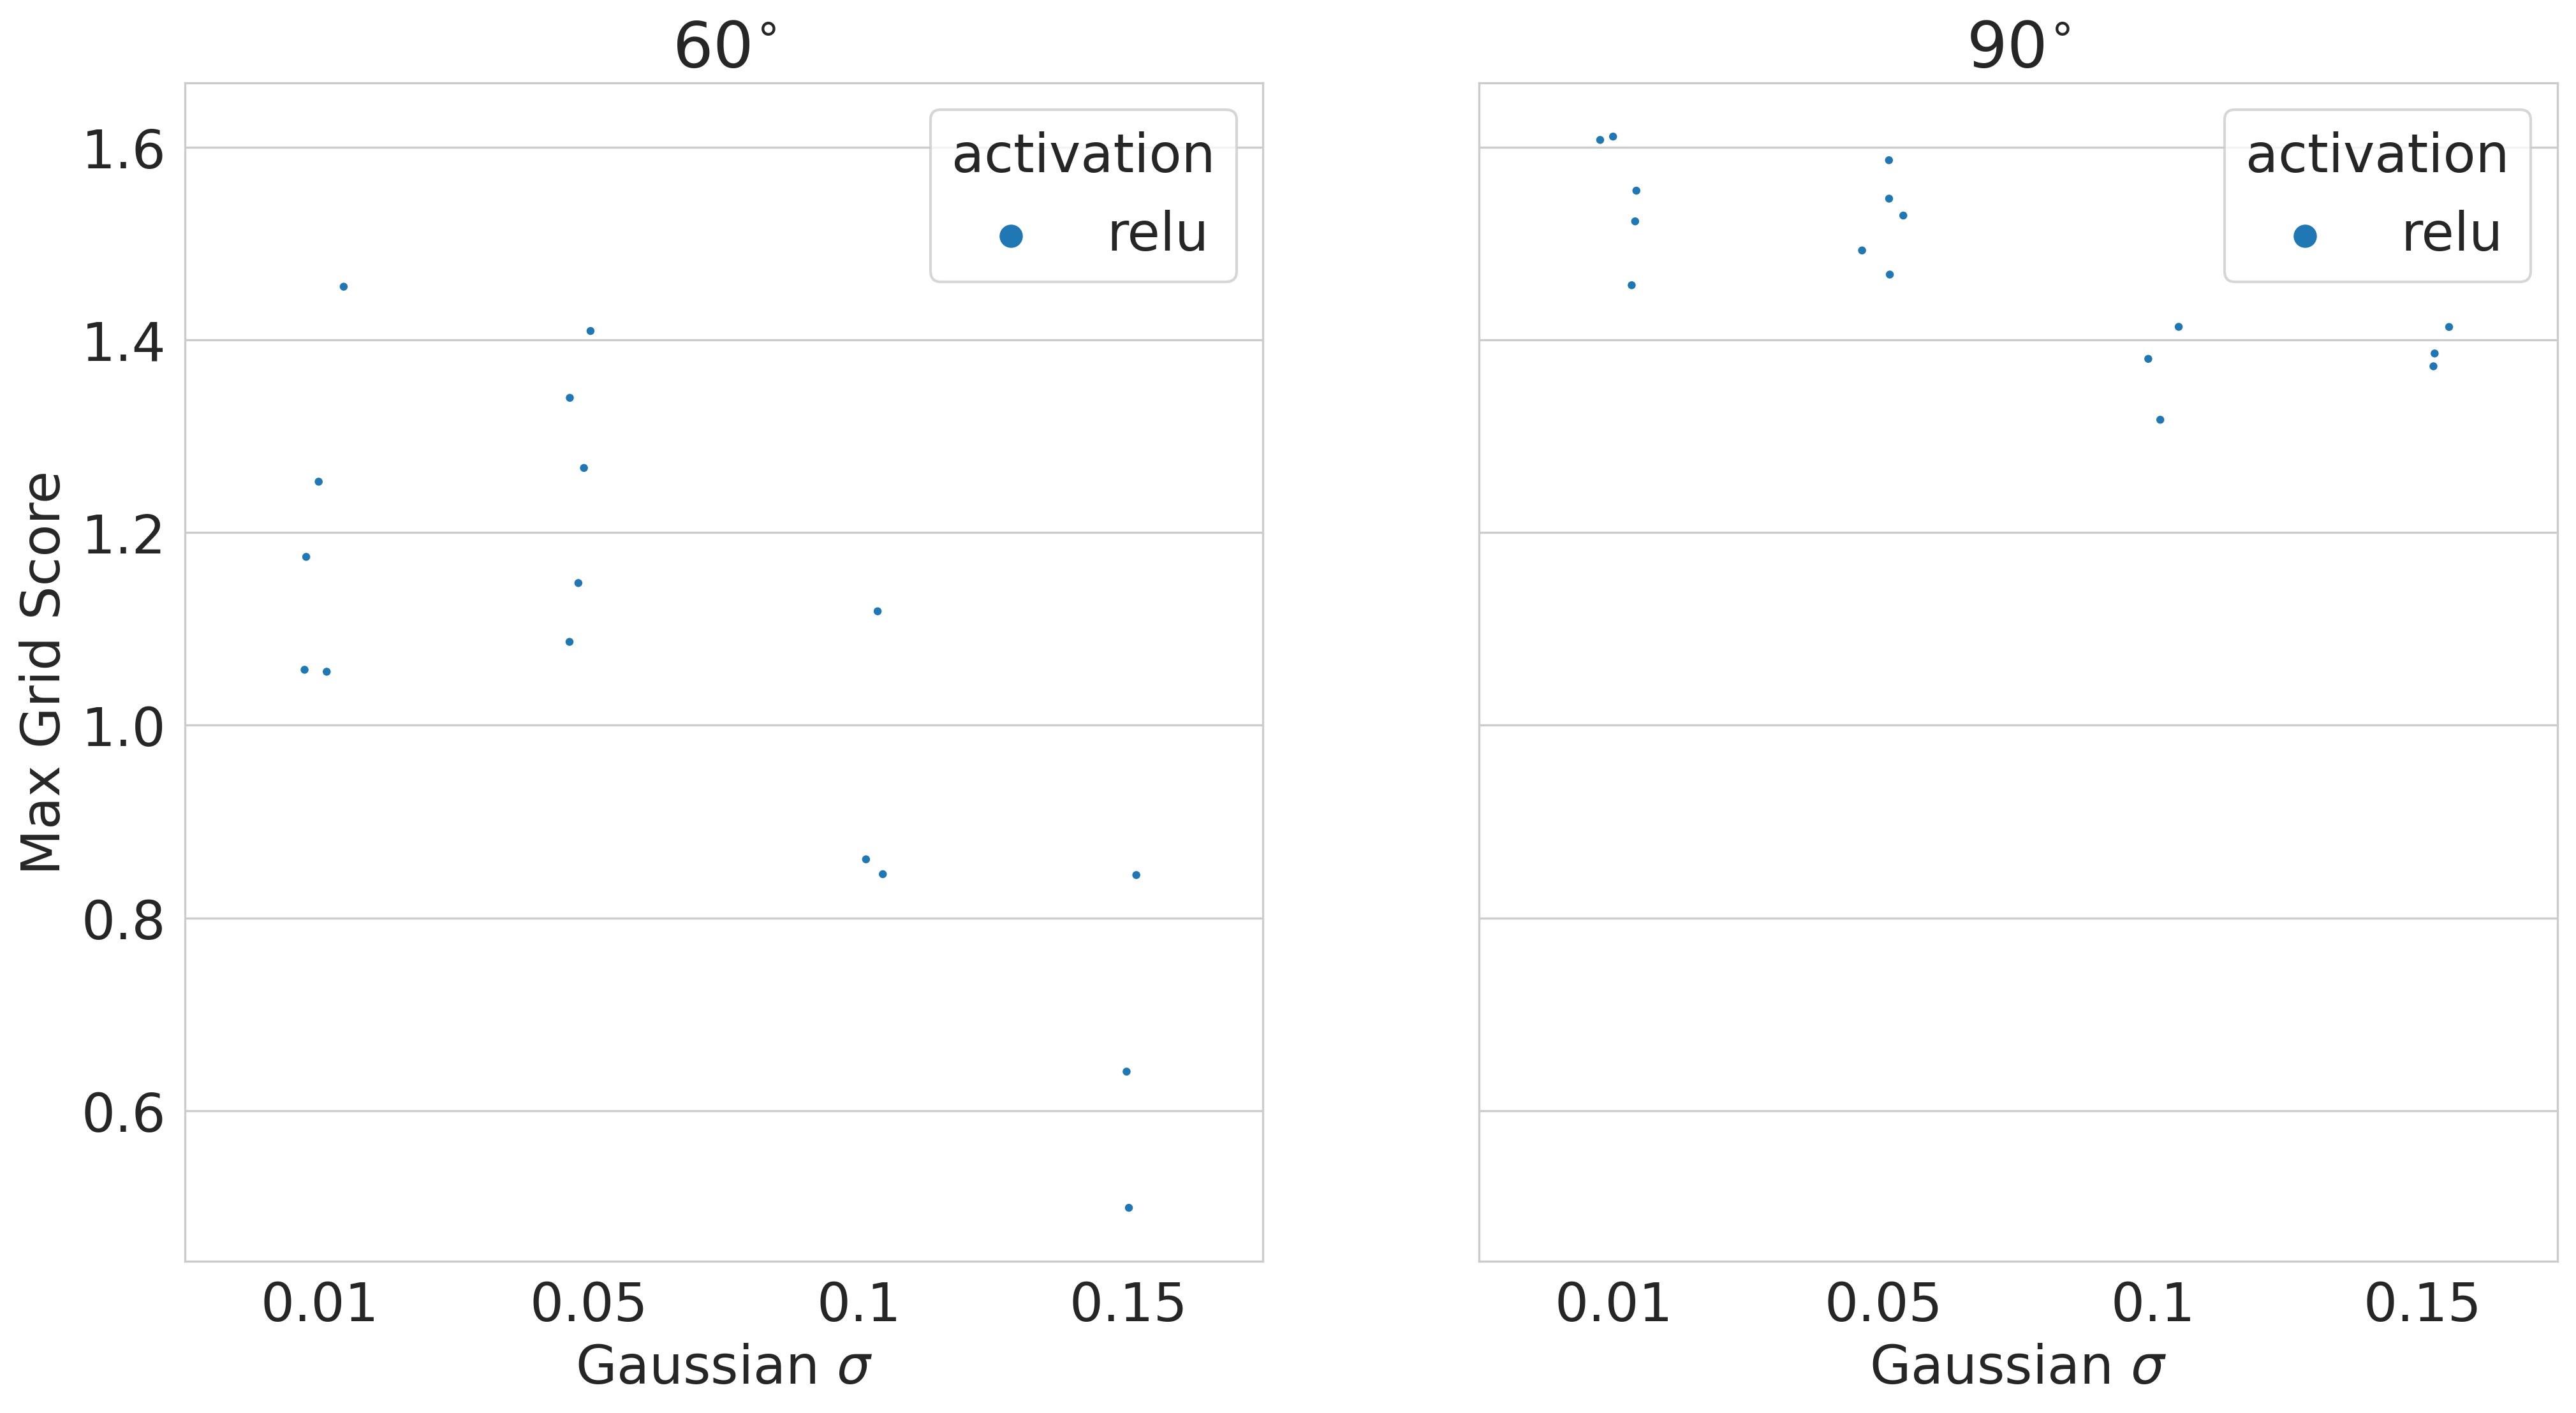 60°
90°
Max Grid Score
1.6
1.4
1.2
1.0
0.8
0.6
activation
relu
activation
relu
0.01 0.05 0.1 0.15
0.01 0.05 0.1 0.15
Gaussian σ
Gaussian σ